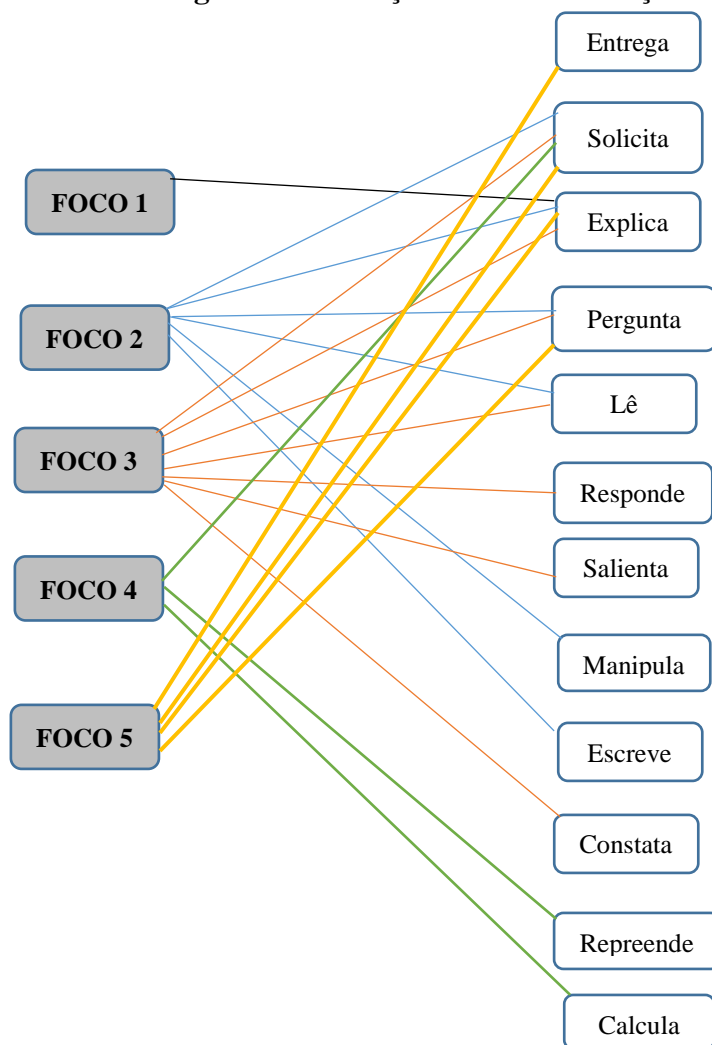 Entrega
Solicita
FOCO 1
Explica
FOCO 2
Pergunta
Lê
FOCO 3
Responde
Salienta
FOCO 4
Manipula
FOCO 5
Escreve
Constata
Repreende
Calcula